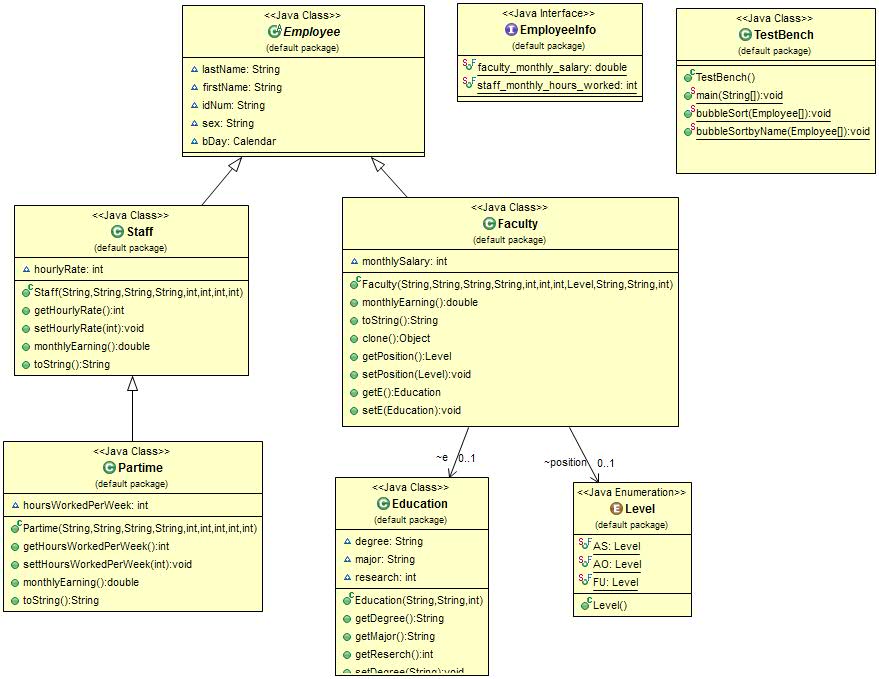 <<Java Class>>
Employee
(default package)
lastName: String
firstName: String
idNum: String
sex: String
bDay: Calendar
<<Java Interface>>
EmployeeInfo
(default package)
faculty_monthly_salary: double
staff_monthly_hours_worked: int
<<Java Class>>
TestBench
(default package)
TestBench()
main(String[]):void
bubbleSort(Employee[]):void
bubbleSortbyName(Employee[]):void
<<Java Class>>
Staff
(default package)
hourlyRate: int
Staff(String,String,String,String,int,int,int,int)
getHourlyRate():int
setHourlyRate(int):void
monthlyEarning():double
toString():String
<<Java Class>>
Faculty
(default package)
monthlySalary: int
Faculty(String,String,String,String,int,int,int,Level,String,String,int)
monthlyEarning():double
toString():String
clone():Object
getPosition():Level
setPosition(Level):void
getE():Education
setE(Education):void
<<Java Class>>
Partime
(default package)
hoursWorkedPerWeek: int
Partime(String,String,String,String,int,int,int,int,int)
getHoursWorkedPerWeek():int
settHoursWorkedPerWeek(int):void
monthlyEarning():double
toString():String
~e 0..1
~position 0..1
<<Java Class>>
Education
(default package)
degree: String
major: String
research: int
Education(String,String,int)
getDegree():String
getMajor():String
getReserch():int
setDegree(String):void
<<Java Enumeration>>
Level
(default package)
AS: Level
AO: Level
FU: Level
Level()